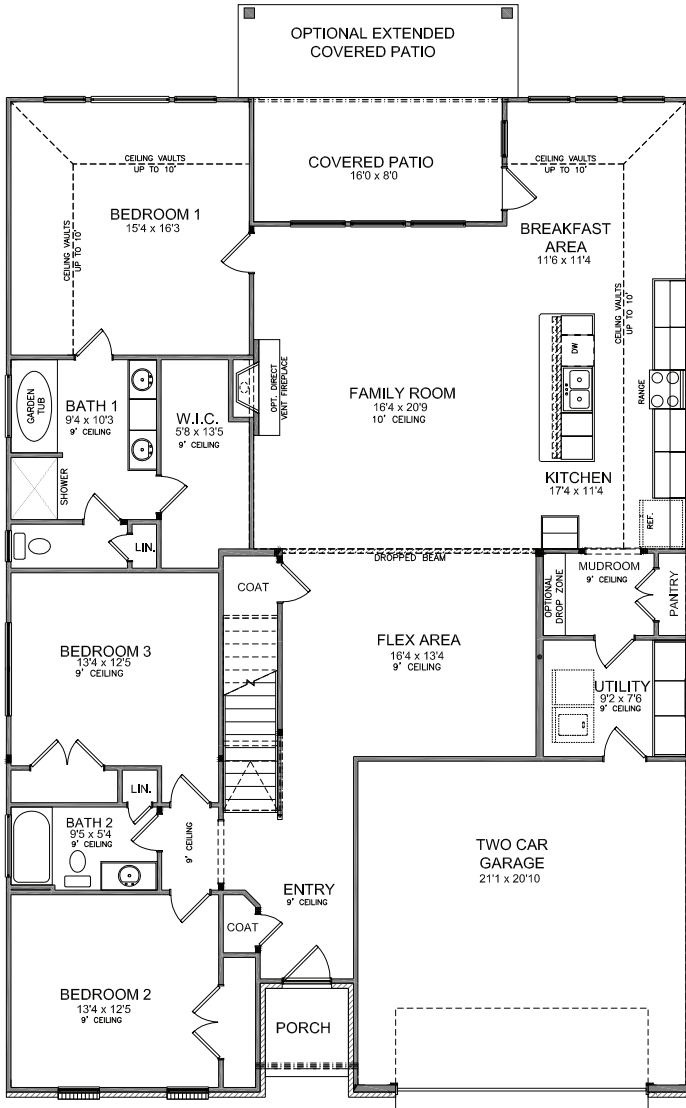 OPTIONAL EXTENDED
COVERED PATIO
CEILING VAULTS
UP TO 10'
COVERED PATIO
16'0 x 8'0
CEILING VAULTS
UP TO 10'
BEDROOM 1
15'4 x 16'3
CEILING VAULTS
UP TO 10'
BREAKFAST
AREA
11'6 x 11'4
CEILING VAULTS
UP TO 10'
GARDEN
TUB
BATH 1
9'4 x 10'3
9' CEILING
W.I.C.
5'8 x 13'5
9' CEILING
OPT. DIRECT
VENT FIREPLACE
FAMILY ROOM
16'4 x 20'9
10' CEILING
DW
RANGE
SHOWER
KITCHEN
17'4 x 11'4
REF.
LIN.
DROPPED BEAM
COAT
MUDROOM
9' CEILING
OPTIONAL
DROP ZONE
PANTRY
BEDROOM 3
13'4 x 12'5
9' CEILING
FLEX AREA
16'4 x 13'4
9' CEILING
UTILITY
9'2 x 7'6
9' CEILING
LIN.
BATH 2
9'5 x 5'4
9' CEILING
9' CEILING
TWO CAR
GARAGE
21'1 x 20'10
ENTRY
9' CEILING
COAT
BEDROOM 2
13'4 x 12'5
9' CEILING
PORCH